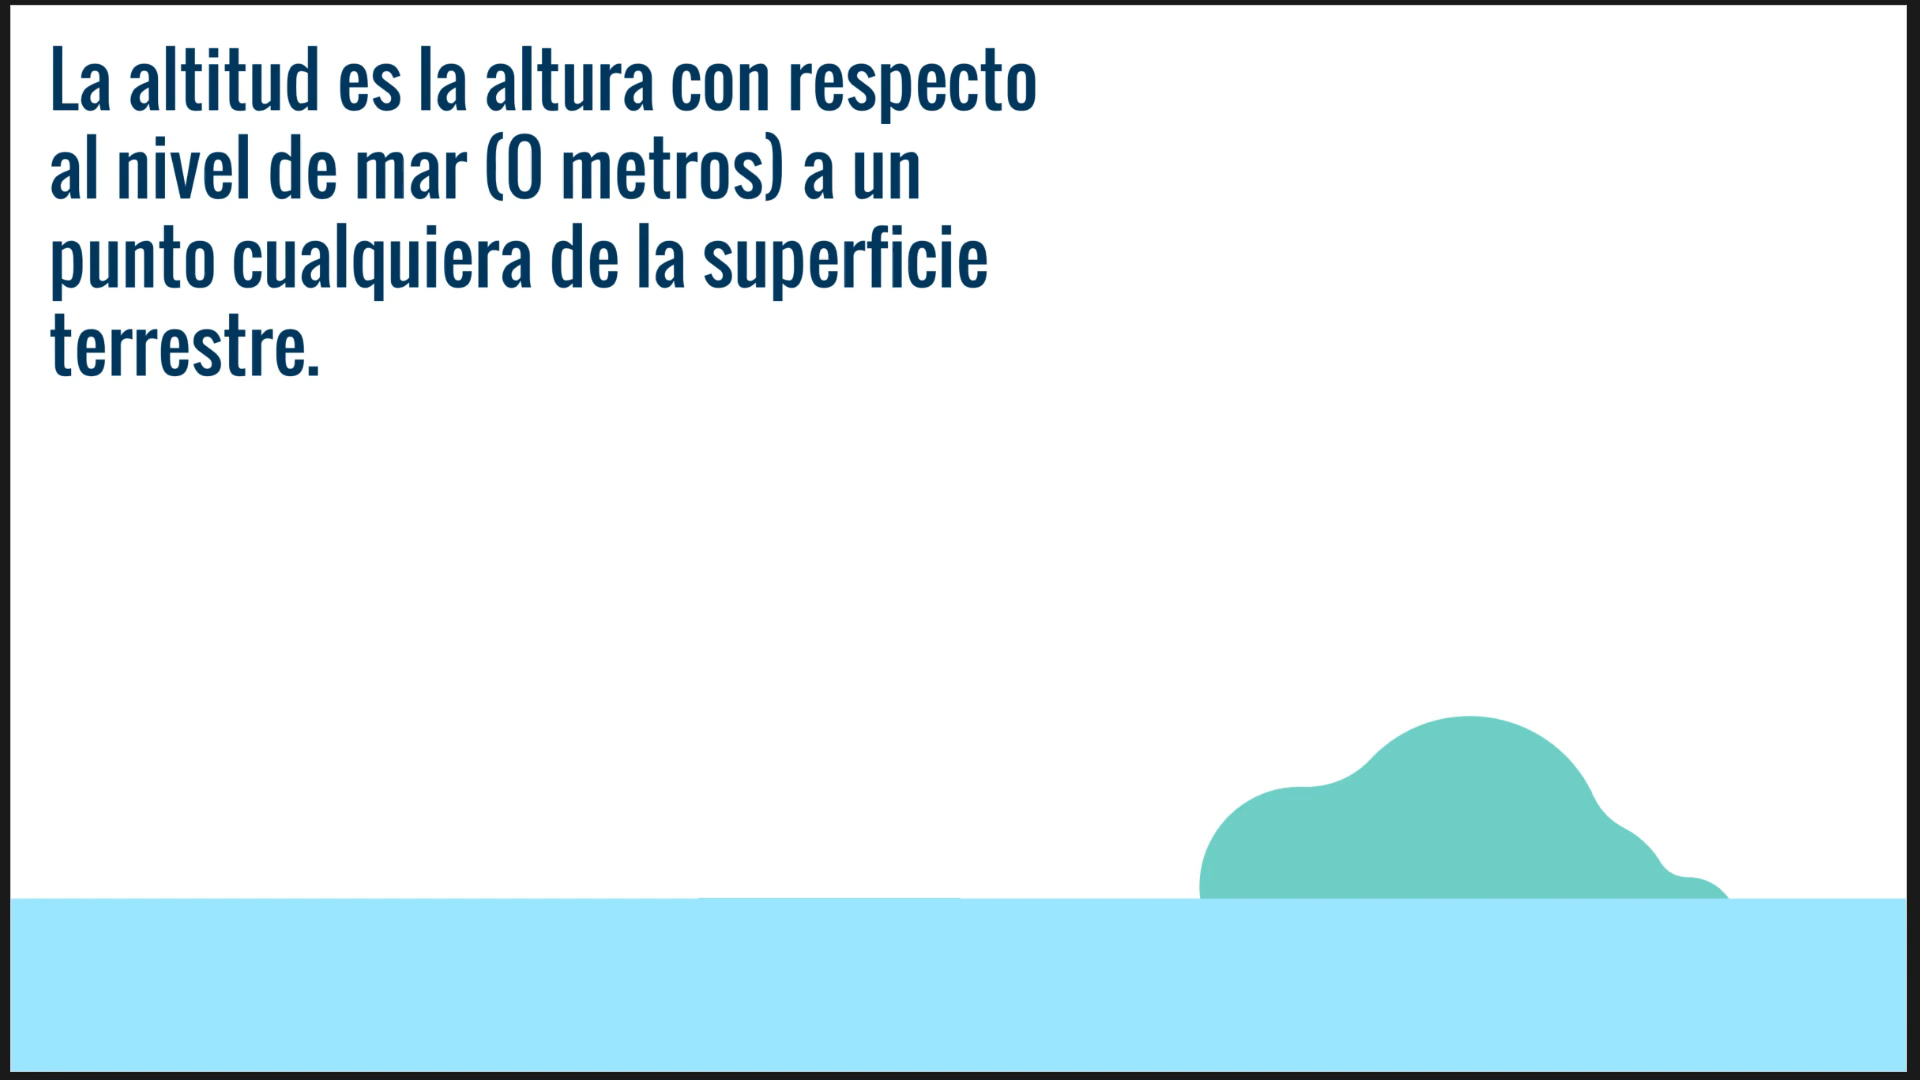 La altitud es la altura con respecto
al nivel de mar (0 metros) a un
punto cualquiera de la superficie
terrestre.